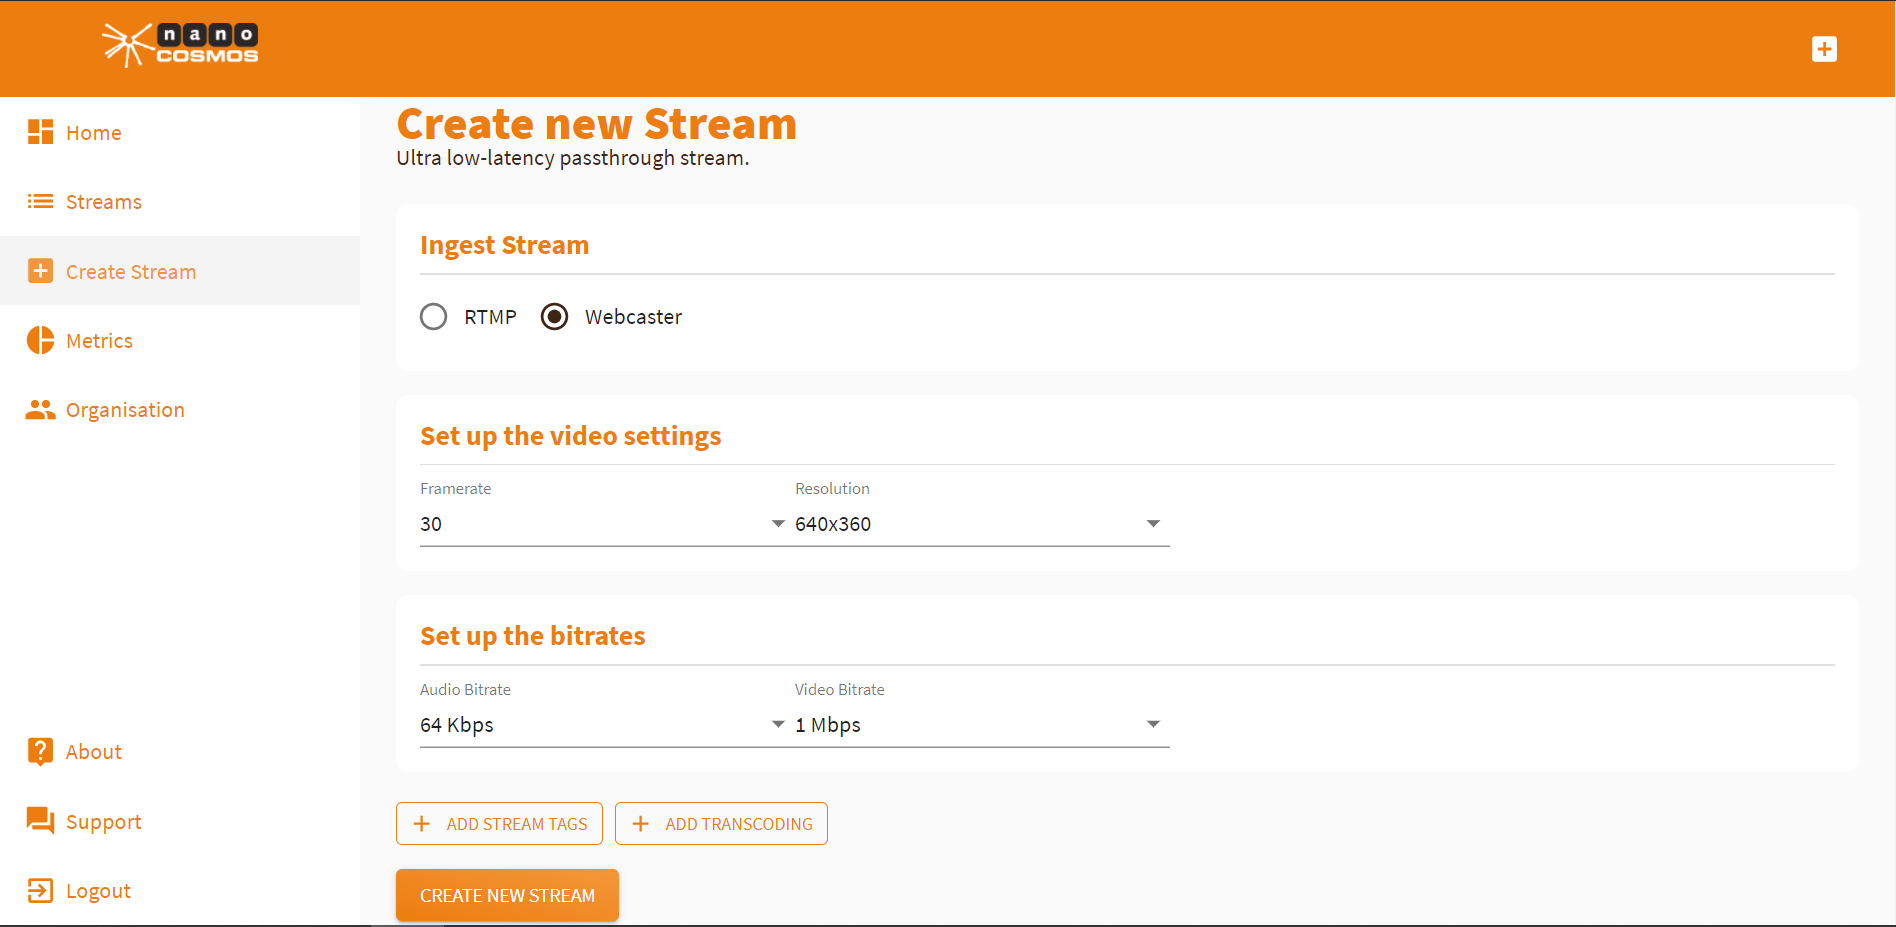 nano
COSMOS
Home
Streams
Create Stream
Metrics
Organisation
About
Support
Logout
Create new Stream
Ultra low-latency passthrough stream.
Ingest Stream
RTMP Webcaster
Set up the video settings
Framerate Resolution
30 640x360
Set up the bitrates
Audio Bitrate Video Bitrate
64 Kbps 1 Mbps
ADD STREAM TAGS ADD TRANSCODING
CREATE NEW STREAM